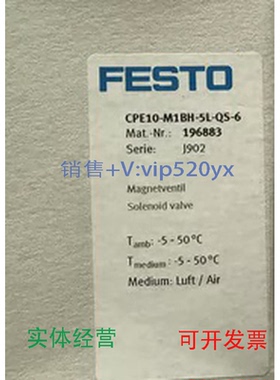 FESTO
CPE10-M1BH-5L-QS-6
Mat.-Nr.: 196883
Serie: J902
销售+V:vip520yx
Magnetventil
Solenoid valve
Tamb: -5 - 50°C
Tmedium: -5 - 50°C
Medium: Luft / Air
实体经营
可开发票